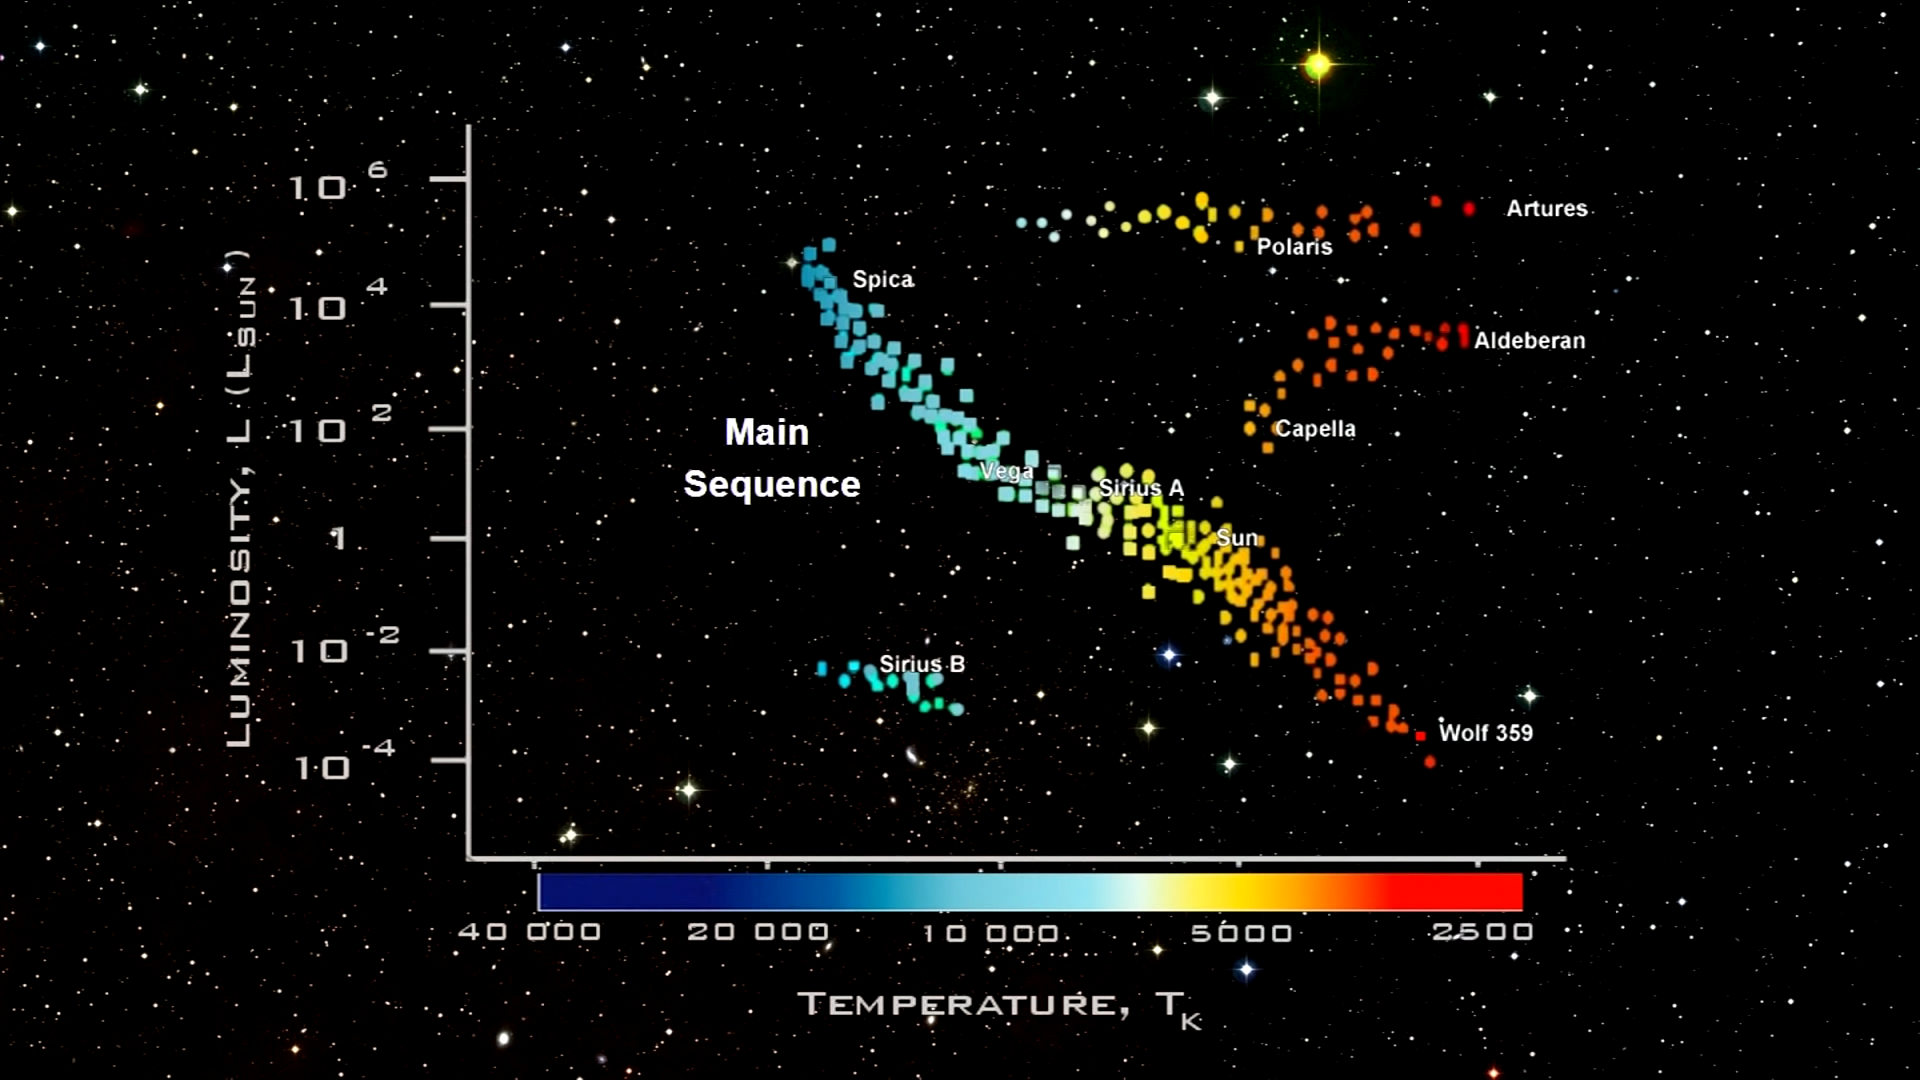 10 6
10 4
10 2
1
10 -2
10 -4
LUMINOSITY, L (LSUN)
Artures
Polaris
Spica
Aldeberan
Capella
Main
Sequence
Vega
Sirius A
Sun
Sirius B
Wolf 359
40 000 20 000 10 000 5000 2500
TEMPERATURE, TK